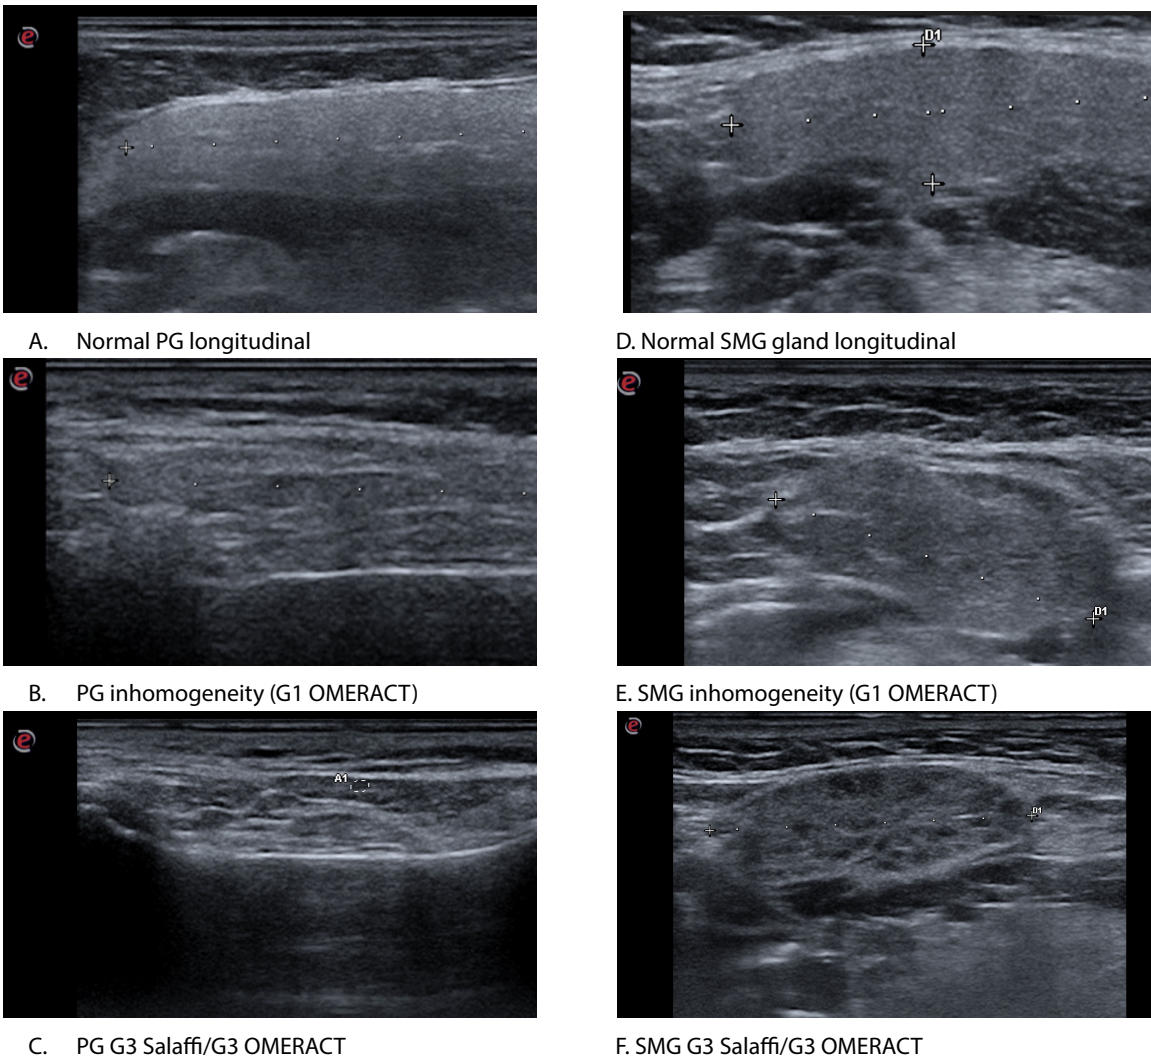 e
D1
A. Normal PG longitudinal
D. Normal SMG gland longitudinal
e
e
D1
B. PG inhomogeneity (G1 OMERACT)
E. SMG inhomogeneity (G1 OMERACT)
e
A1
e
D1
C. PG G3 Salaffi/G3 OMERACT
F. SMG G3 Salaffi/G3 OMERACT